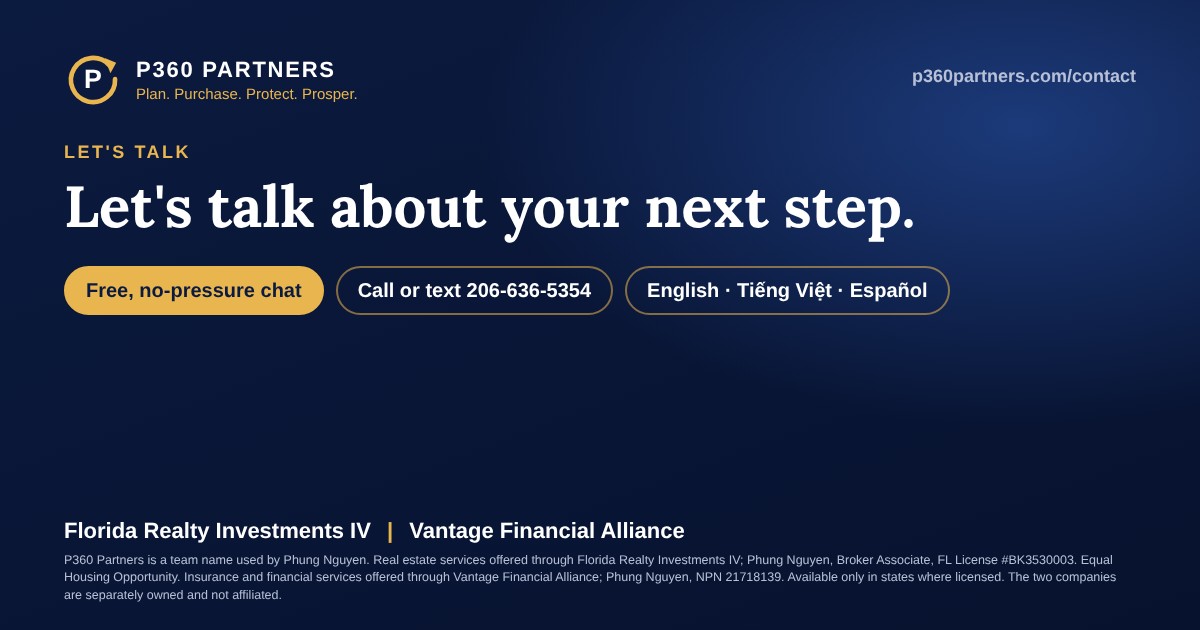 P
P360 PARTNERS
Plan. Purchase. Protect. Prosper.
p360partners.com/contact
LET'S TALK
Let's talk about your next step.
Free, no-pressure chat
Call or text 206-636-5354
English · Tiếng Việt · Español
Florida Realty Investments IV | Vantage Financial Alliance
P360 Partners is a team name used by Phung Nguyen. Real estate services offered through Florida Realty Investments IV; Phung Nguyen, Broker Associate, FL License #BK3530003. Equal
Housing Opportunity. Insurance and financial services offered through Vantage Financial Alliance; Phung Nguyen, NPN 21718139. Available only in states where licensed. The two companies
are separately owned and not affiliated.